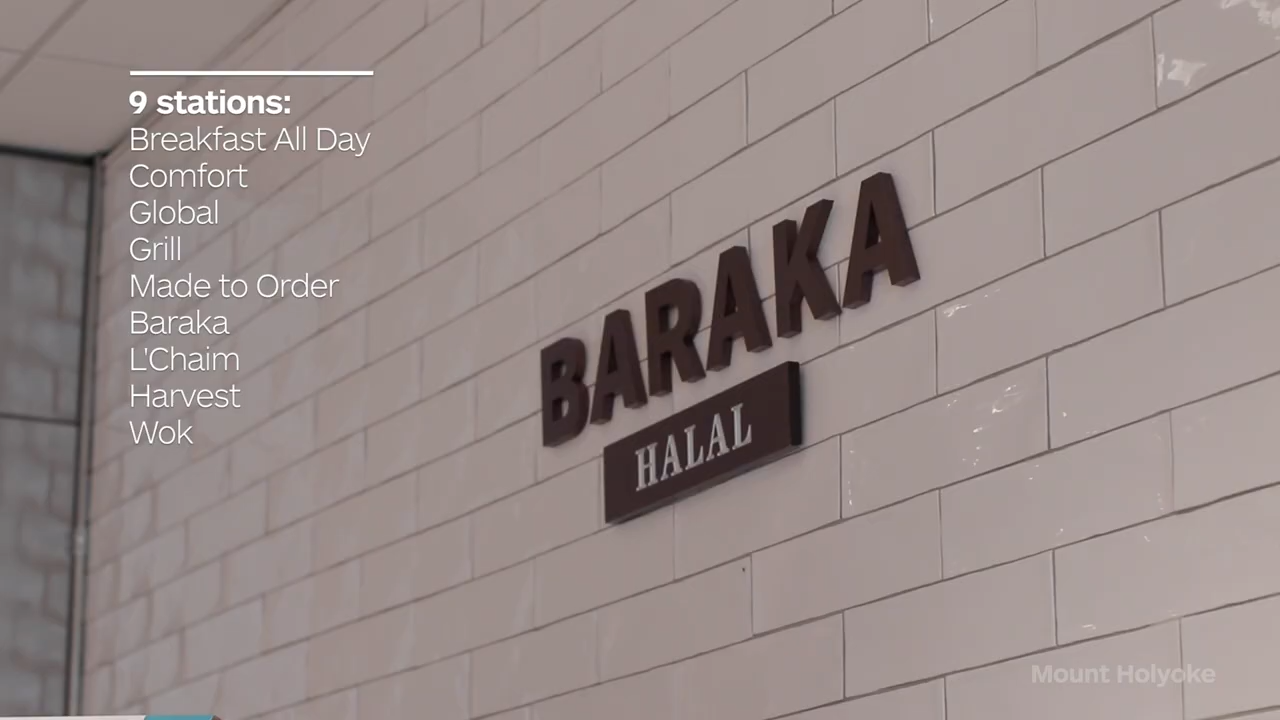 9 stations:
Breakfast All Day
Comfort
Global
Grill
Made to Order
Baraka
L'Chaim
Harvest
Wok
BARAKA
HALAL
Mount Holyoke